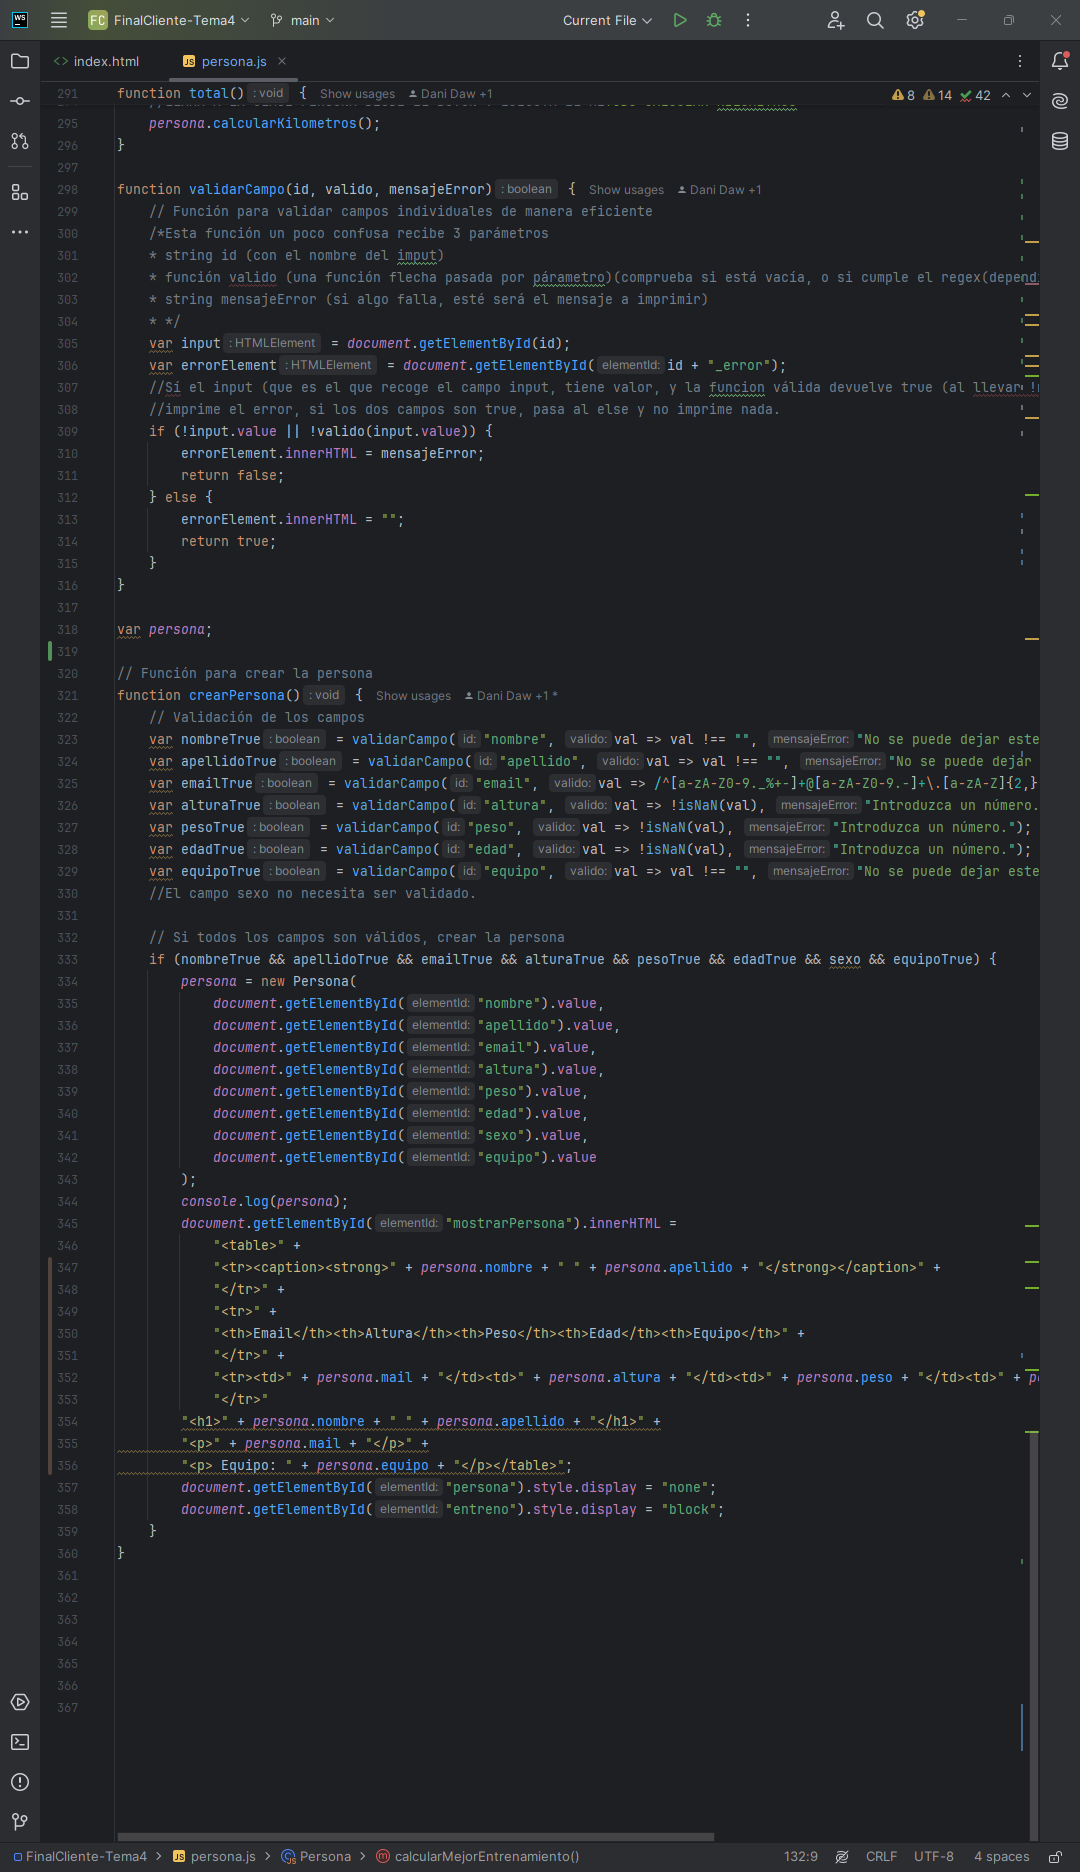 FC FinalCliente-Tema4 main Current File
index.html persona.js
8 14 42
291 function total() : void { Show usages Dani Daw +1
295 persona.calcularKilometros();
296 }
297
298 function validarCampo(id, valido, mensajeError) : boolean { Show usages Dani Daw +1
299 // Función para validar campos individuales de manera eficiente
300 /*Esta función un poco confusa recibe 3 parámetros
301 * string id (con el nombre del imput)
302 * función valido (una función flecha pasada por párametro)(comprueba si está vacía, o si cumple el regex(depend
303 * string mensajeError (si algo falla, esté será el mensaje a imprimir)
304 * */
305 var input : HTMLElement = document.getElementById(id);
306 var errorElement : HTMLElement = document.getElementById( elementId: id + "_error");
307 //Sí el input (que es el que recoge el campo input, tiene valor, y la funcion válida devuelve true (al llevar
308 //imprime el error, si los dos campos son true, pasa al else y no imprime nada.
309 if (!input.value || !valido(input.value)) {
310 errorElement.innerHTML = mensajeError;
311 return false;
312 } else {
313 errorElement.innerHTML = "";
314 return true;
315 }
316 }
317
318 var persona;
319
320 // Función para crear la persona
321 function crearPersona() : void { Show usages Dani Daw +1 *
322 // Validación de los campos
323 var nombreTrue : boolean = validarCampo( id: "nombre", valido: val => val !== "", mensajeError: "No se puede dejar este
324 var apellidoTrue : boolean = validarCampo( id: "apellido", valido: val => val !== "", mensajeError: "No se puede dejar
325 var emailTrue : boolean = validarCampo( id: "email", valido: val => /^[a-zA-Z0-9._%+-]+@[a-zA-Z0-9.-]+\.[a-zA-Z]{2,}
326 var alturaTrue : boolean = validarCampo( id: "altura", valido: val => !isNaN(val), mensajeError: "Introduzca un número.
327 var pesoTrue : boolean = validarCampo( id: "peso", valido: val => !isNaN(val), mensajeError: "Introduzca un número.");
328 var edadTrue : boolean = validarCampo( id: "edad", valido: val => !isNaN(val), mensajeError: "Introduzca un número.");
329 var equipoTrue : boolean = validarCampo( id: "equipo", valido: val => val !== "", mensajeError: "No se puede dejar este
330 //El campo sexo no necesita ser validado.
331
332 // Si todos los campos son válidos, crear la persona
333 if (nombreTrue && apellidoTrue && emailTrue && alturaTrue && pesoTrue && edadTrue && sexo && equipoTrue) {
334 persona = new Persona(
335 document.getElementById( elementId: "nombre").value,
336 document.getElementById( elementId: "apellido").value,
337 document.getElementById( elementId: "email").value,
338 document.getElementById( elementId: "altura").value,
339 document.getElementById( elementId: "peso").value,
340 document.getElementById( elementId: "edad").value,
341 document.getElementById( elementId: "sexo").value,
342 document.getElementById( elementId: "equipo").value
343 );
344 console.log(persona);
345 document.getElementById( elementId: "mostrarPersona").innerHTML =
346 "<table>" +
347 "<tr><caption><strong>" + persona.nombre + " " + persona.apellido + "</strong></caption>" +
348 "</tr>" +
349 "<tr>" +
350 "<th>Email</th><th>Altura</th><th>Peso</th><th>Edad</th><th>Equipo</th>" +
351 "</tr>" +
352 "<tr><td>" + persona.mail + "</td><td>" + persona.altura + "</td><td>" + persona.peso + "</td><td>" +
353 "</tr>"
354 "<h1>" + persona.nombre + " " + persona.apellido + "</h1>" +
355 "<p>" + persona.mail + "</p>" +
356 "<p> Equipo: " + persona.equipo + "</p></table>";
357 document.getElementById( elementId: "persona").style.display = "none";
358 document.getElementById( elementId: "entreno").style.display = "block";
359 }
360 }
361
362
363
364
365
366
367
FinalCliente-Tema4 > persona.js > Persona > calcularMejorEntrenamiento() 132:9 CRLF UTF-8 4 spaces